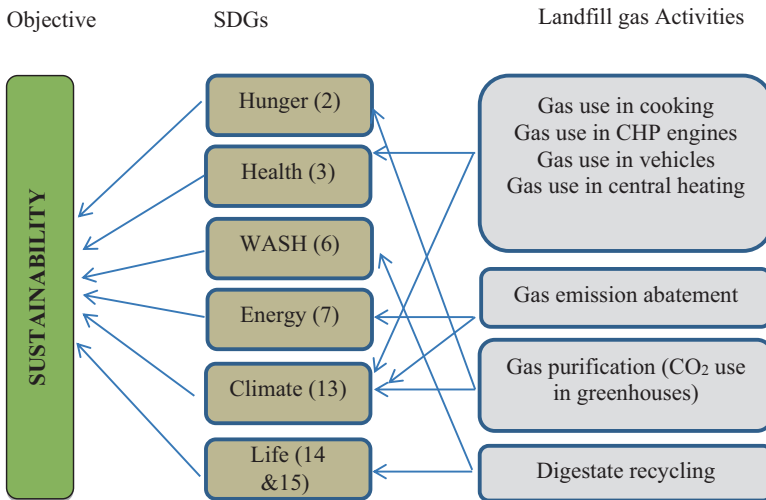 Objective
SDGs
Landfill gas Activities
SUSTAINABILITY
Hunger (2)
Health (3)
WASH (6)
Energy (7)
Climate (13)
Life (14
&15)
Gas use in cooking
Gas use in CHP engines
Gas use in vehicles
Gas use in central heating
Gas emission abatement
Gas purification (CO₂ use
in greenhouses)
Digestate recycling